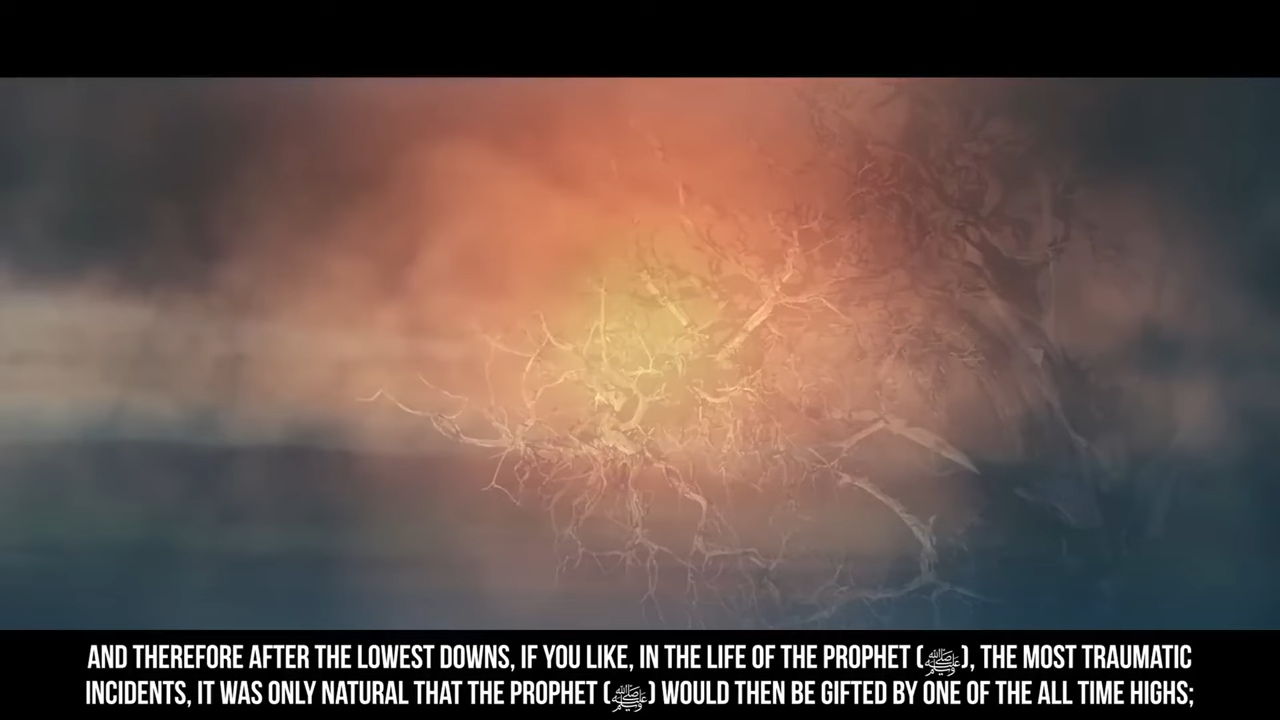 AND THEREFORE AFTER THE LOWEST DOWNS, IF YOU LIKE, IN THE LIFE OF THE PROPHET (ﷺ), THE MOST TRAUMATIC
INCIDENTS, IT WAS ONLY NATURAL THAT THE PROPHET (ﷺ) WOULD THEN BE GIFTED BY ONE OF THE ALL TIME HIGHS;